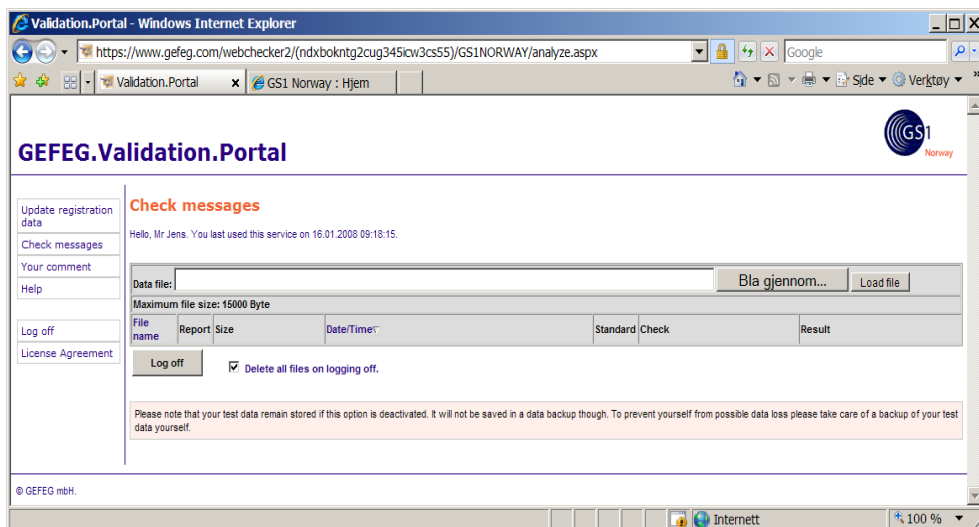 Validation.Portal - Windows Internet Explorer
https://www.gefeg.com/webchecker2/(ndxbokntg2cug345icw3cs55)/GS1NORWAY/analyze.aspx
Google
Validation.Portal x GS1 Norway : Hjem
Side Verktøy »
GEFEG.Validation.Portal
GS1
Norway
Update registration
data
Check messages
Your comment
Help
Log off
License Agreement
Check messages
Hello, Mr Jens. You last used this service on 16.01.2008 09:18:15.
Data file: Bla gjennom... Load file
Maximum file size: 15000 Byte
File
name Report Size Date/Time Standard Check Result
Log off Delete all files on logging off.
Please note that your test data remain stored if this option is deactivated. It will not be saved in a data backup though. To prevent yourself from possible data loss please take care of a backup of your test
data yourself.
© GEFEG mbH.
Internett 100 %